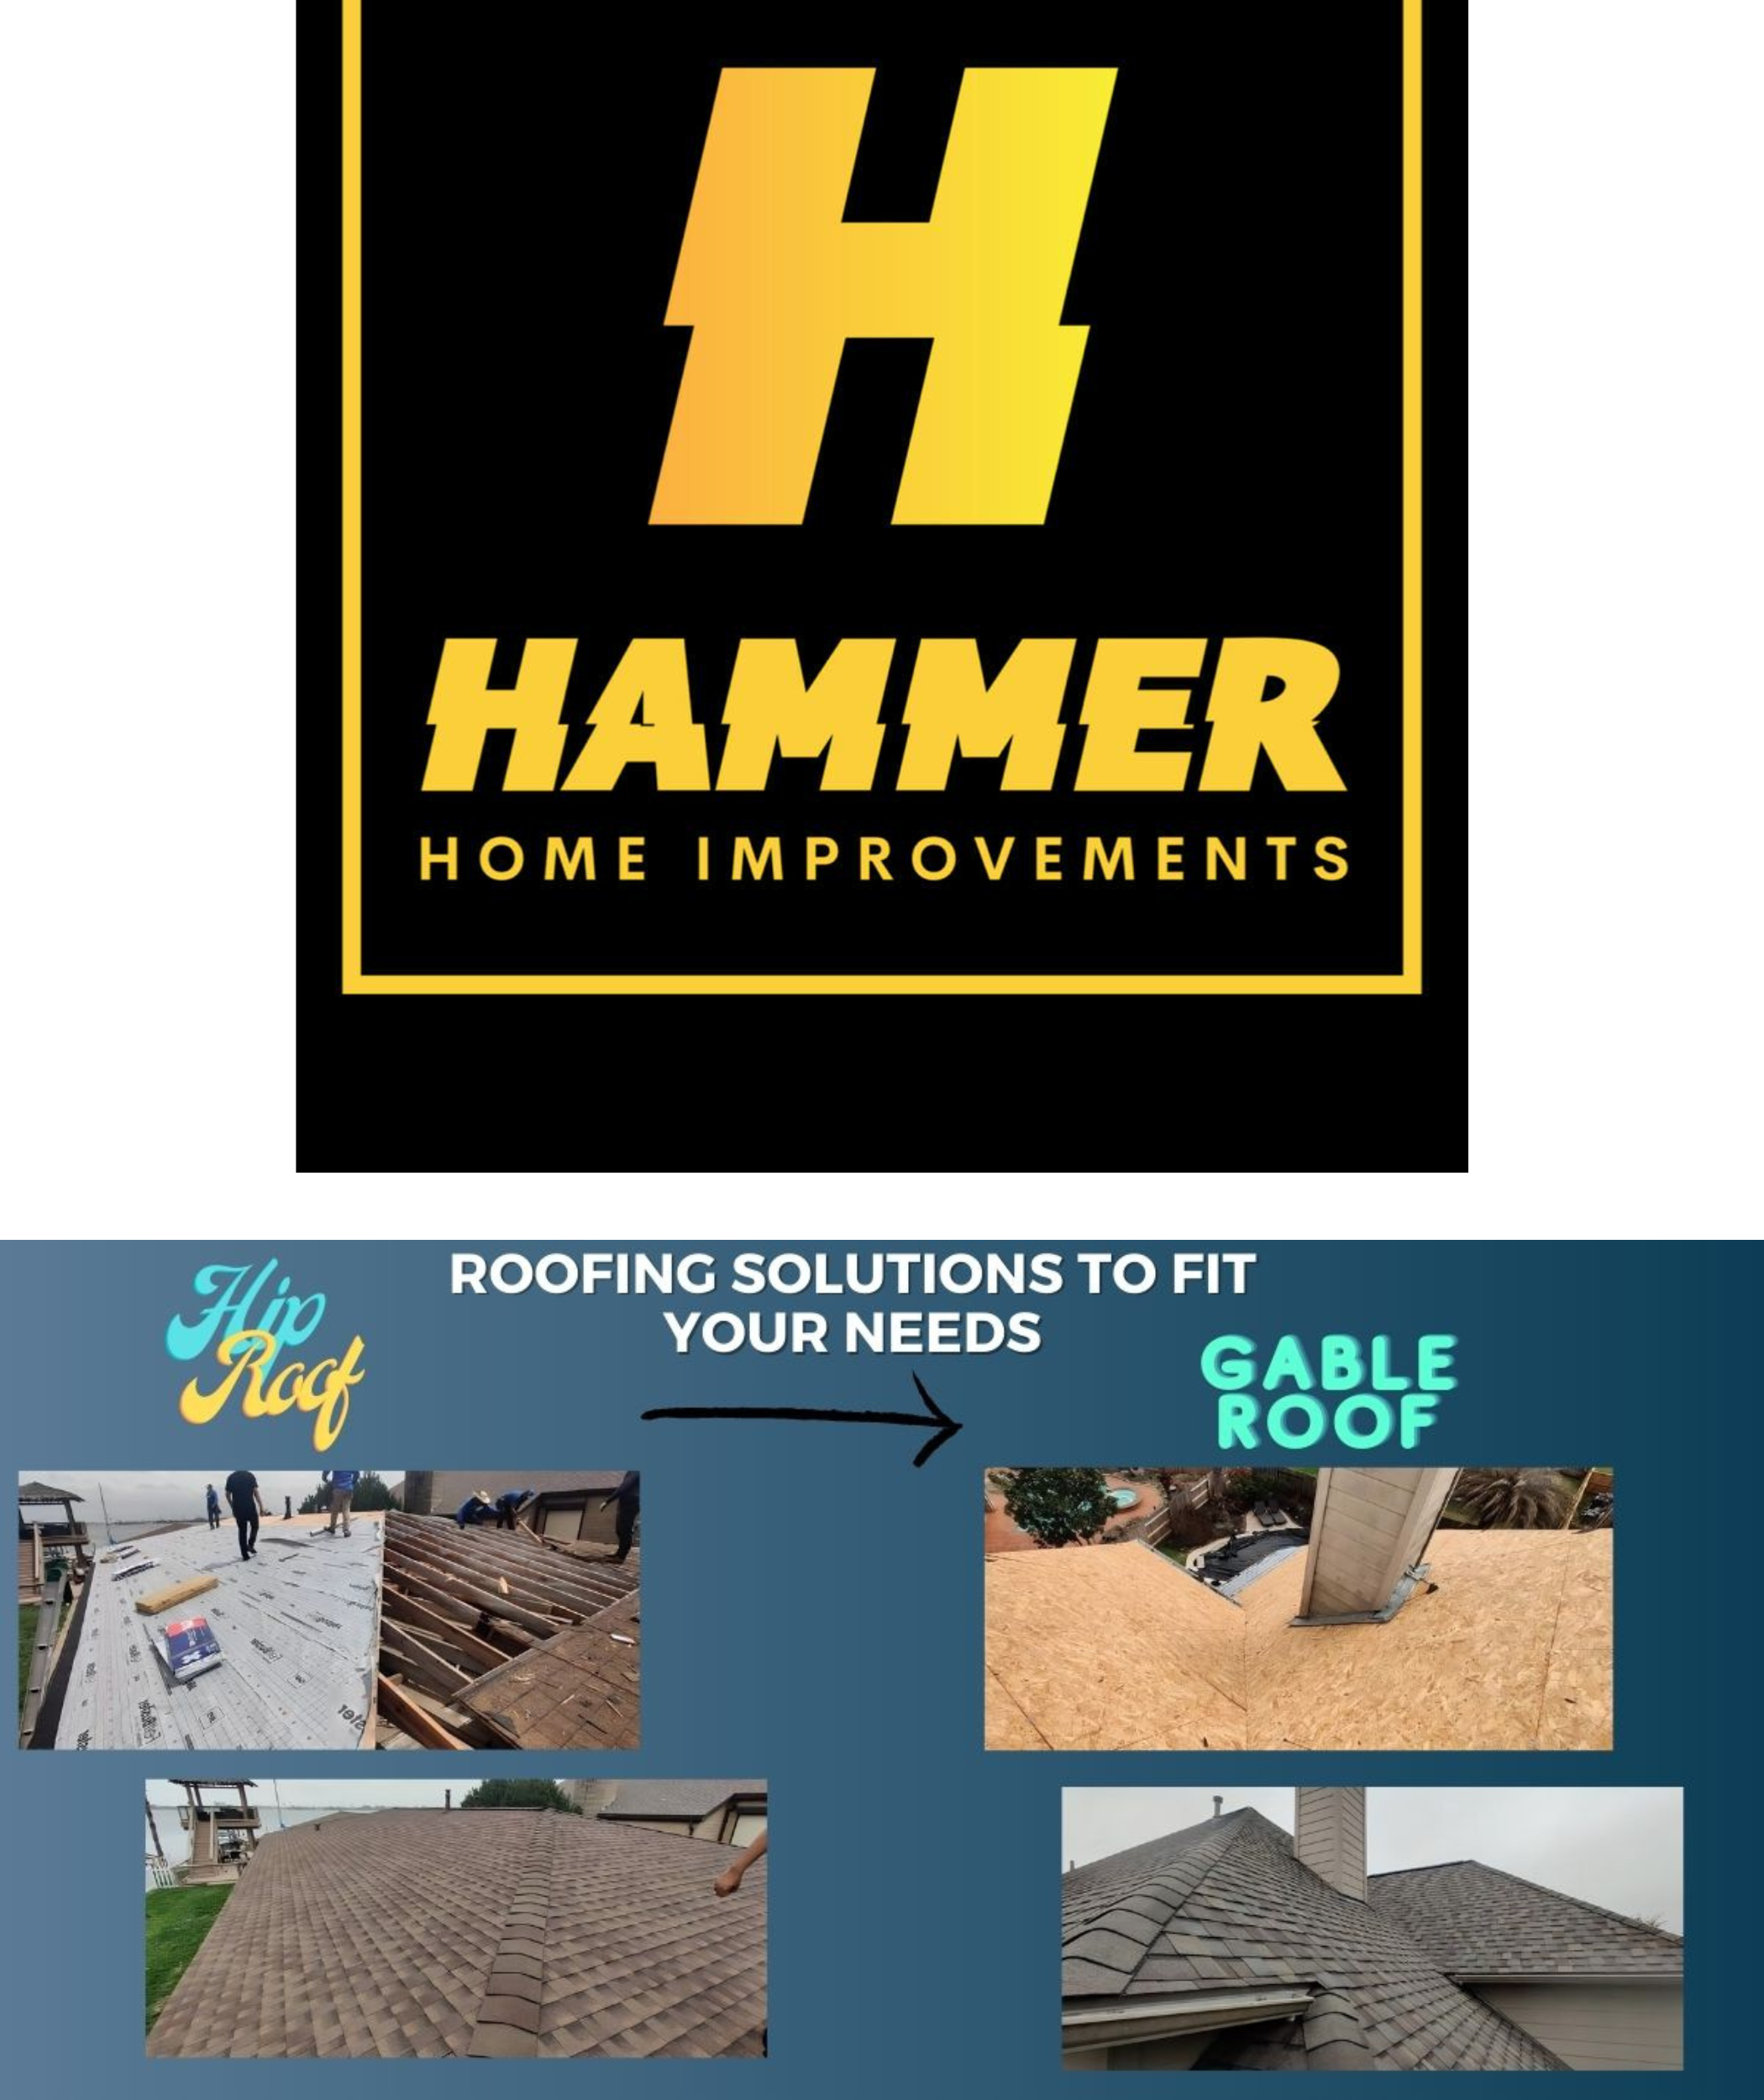 H
HAMMER
HOME IMPROVEMENTS
ROOFING SOLUTIONS TO FIT
YOUR NEEDS
Hip
Roof
GABLE
ROOF